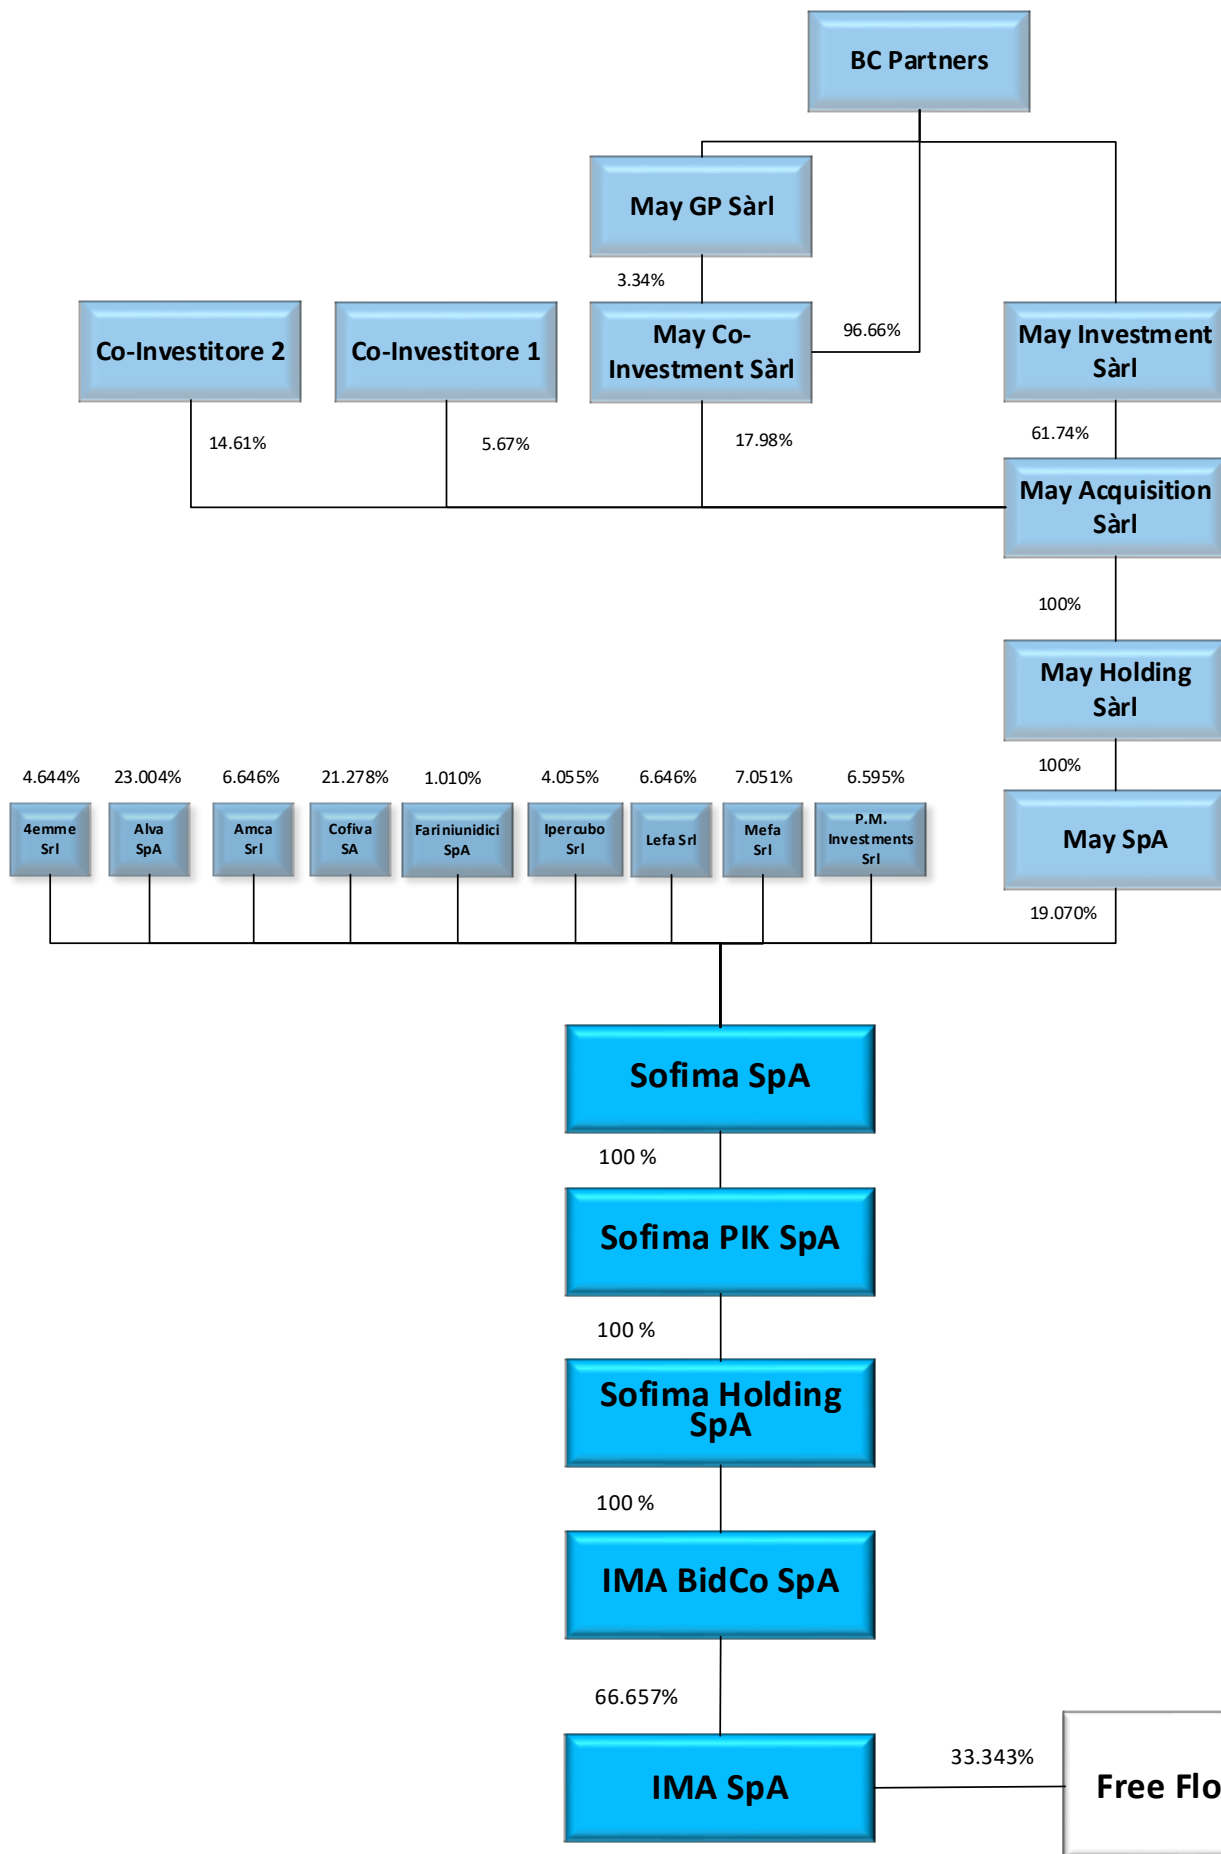 BC Partners
May GP Sàrl
3.34%
Co-Investitore 2
Co-Investitore 1
May Co-
Investment Sàrl
96.66%
May Investment
Sàrl
14.61%
5.67%
17.98%
61.74%
May Acquisition
Sàrl
100%
May Holding
Sàrl
100%
4.644%
23.004%
6.646%
21.278%
1.010%
4.055%
6.646%
7.051%
6.595%
4emme
Srl
Alva
SpA
Amca
Srl
Cofiva
SA
Fariniunidici
SpA
Ipercubo
Srl
Lefa Srl
Mefa
Srl
P.M.
Investments
Srl
May SpA
19.070%
Sofima SpA
100 %
Sofima PIK SpA
100 %
Sofima Holding
SpA
100 %
IMA BidCo SpA
66.657%
IMA SpA
33.343%
Free Flo